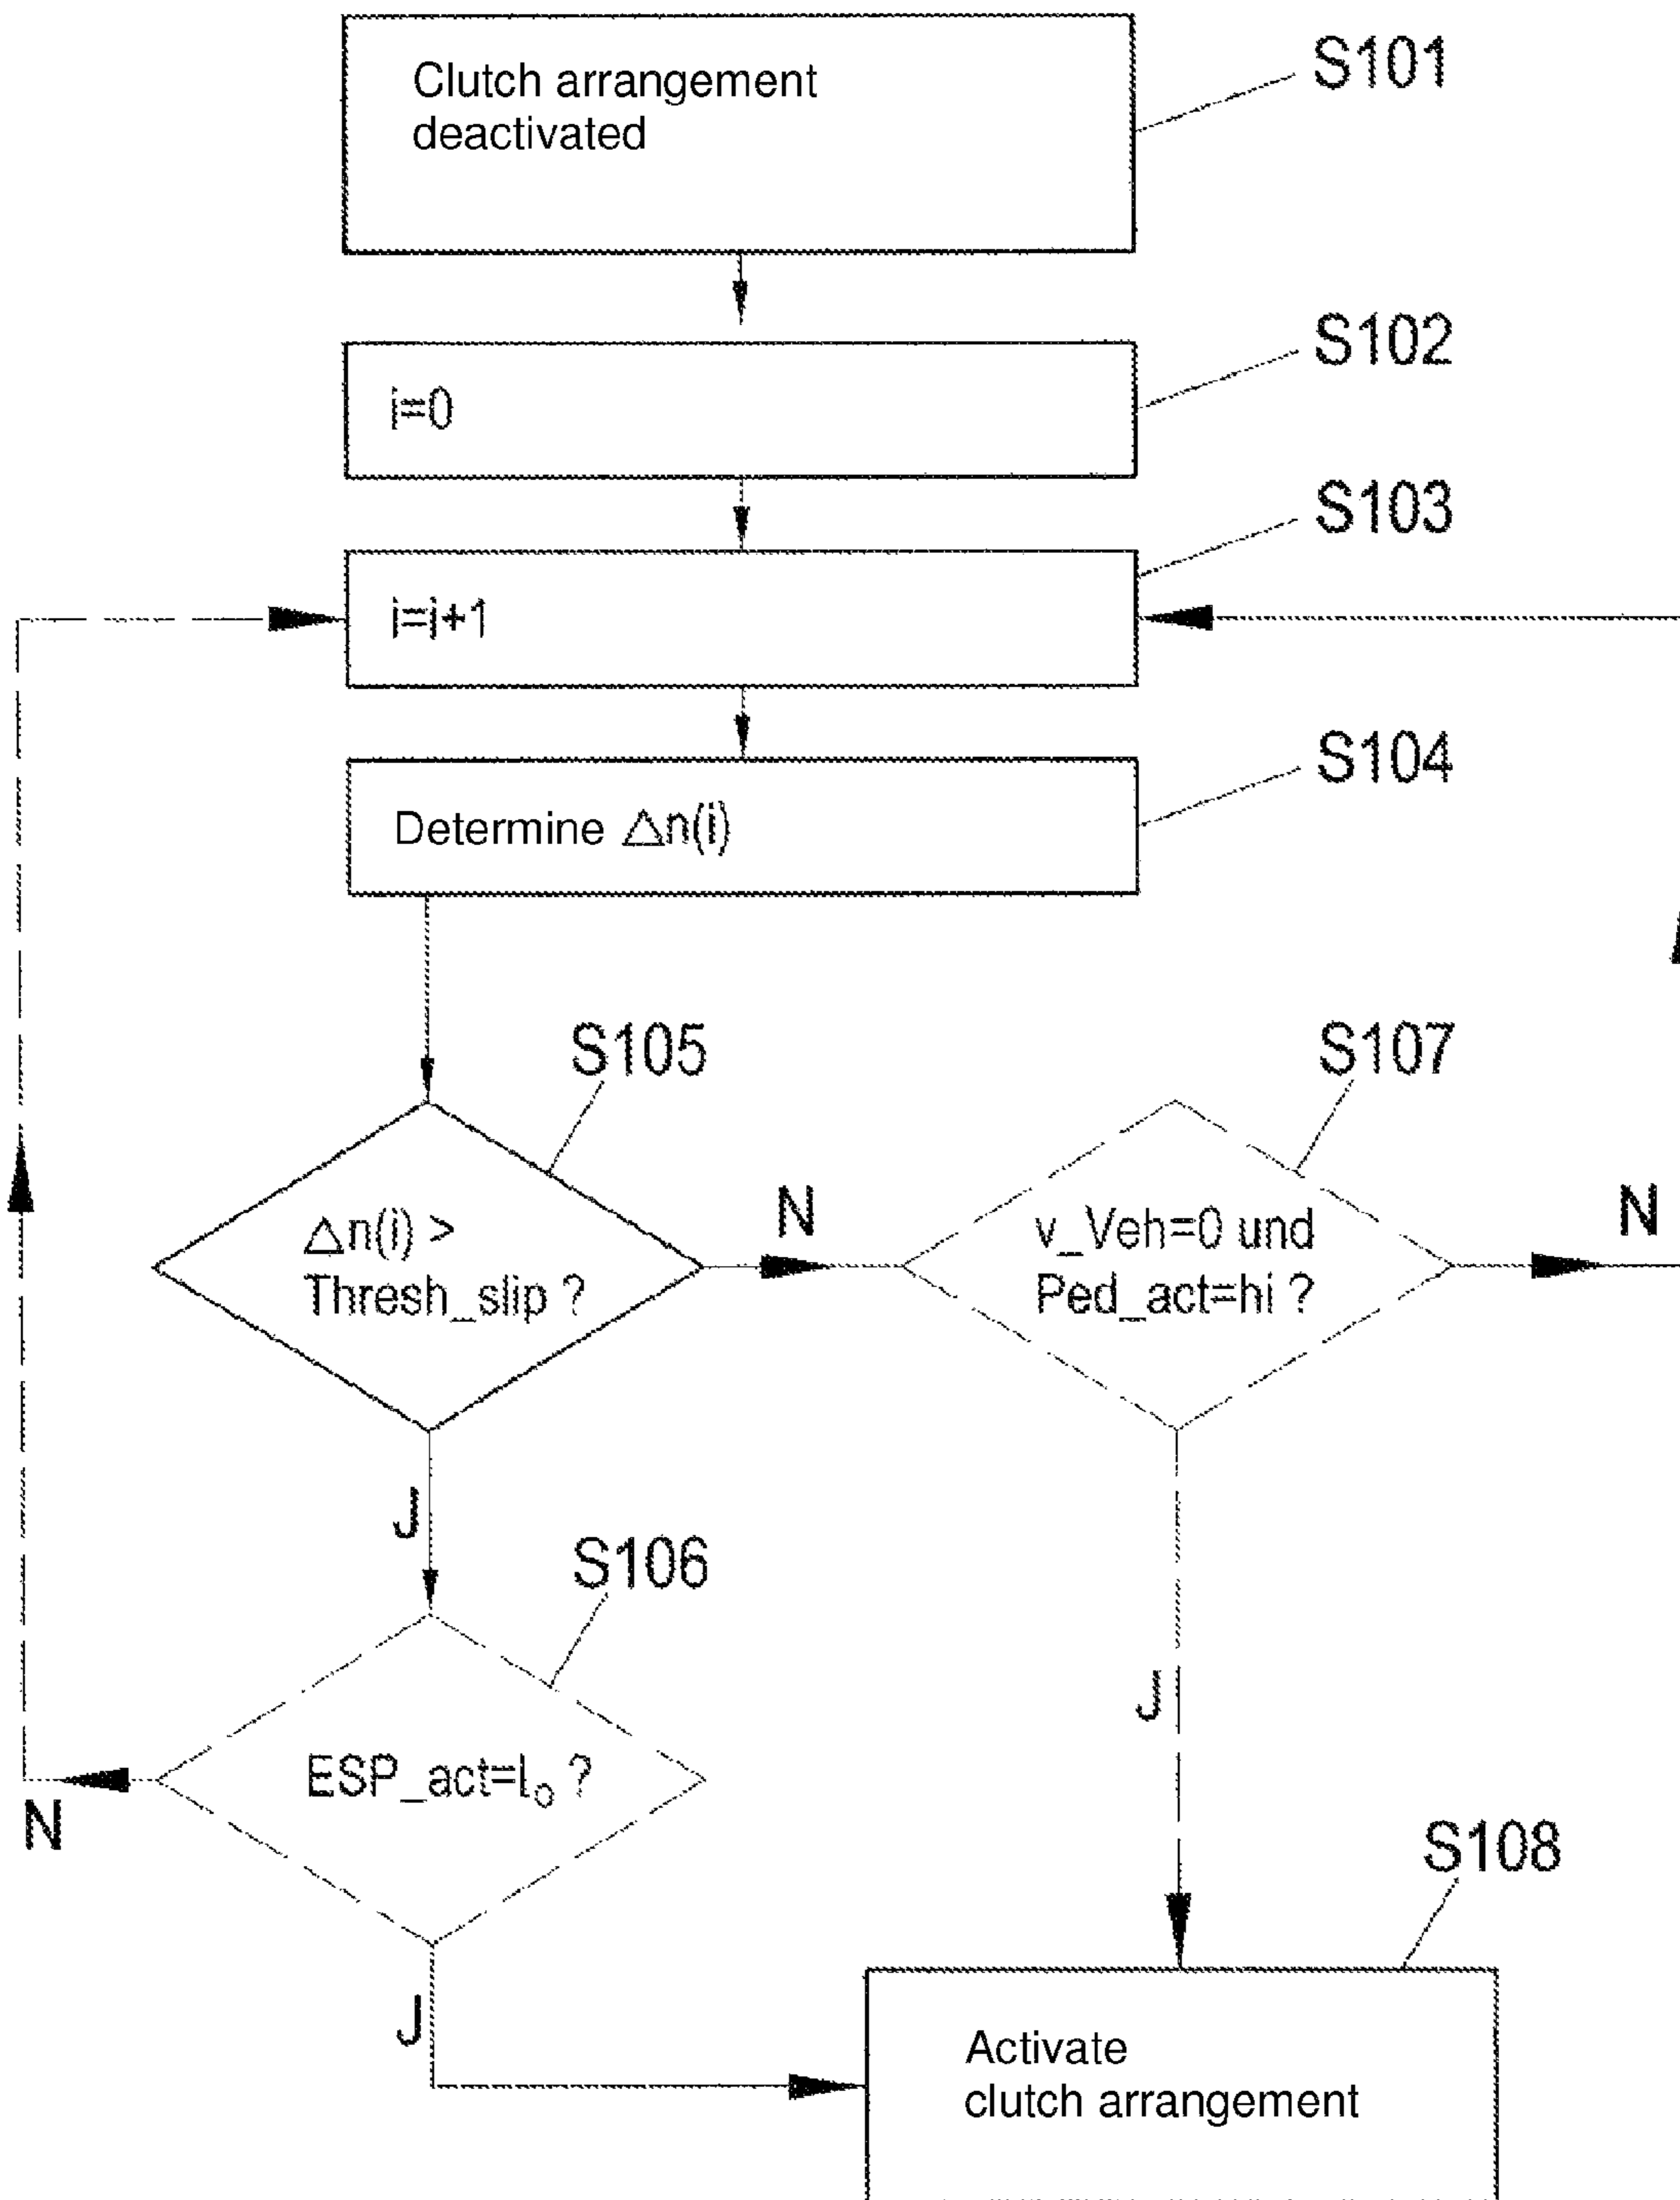 Clutch arrangement
deactivated
S101
i=0
S102
i=i+1
S103
Determine △n(i)
S104
S105
△n(i) >
Thresh_slip ?
N
S107
v_Veh=0 und
Ped_act=hi ?
N
J
S106
ESP_act=lo ?
N
J
J
S108
Activate
clutch arrangement